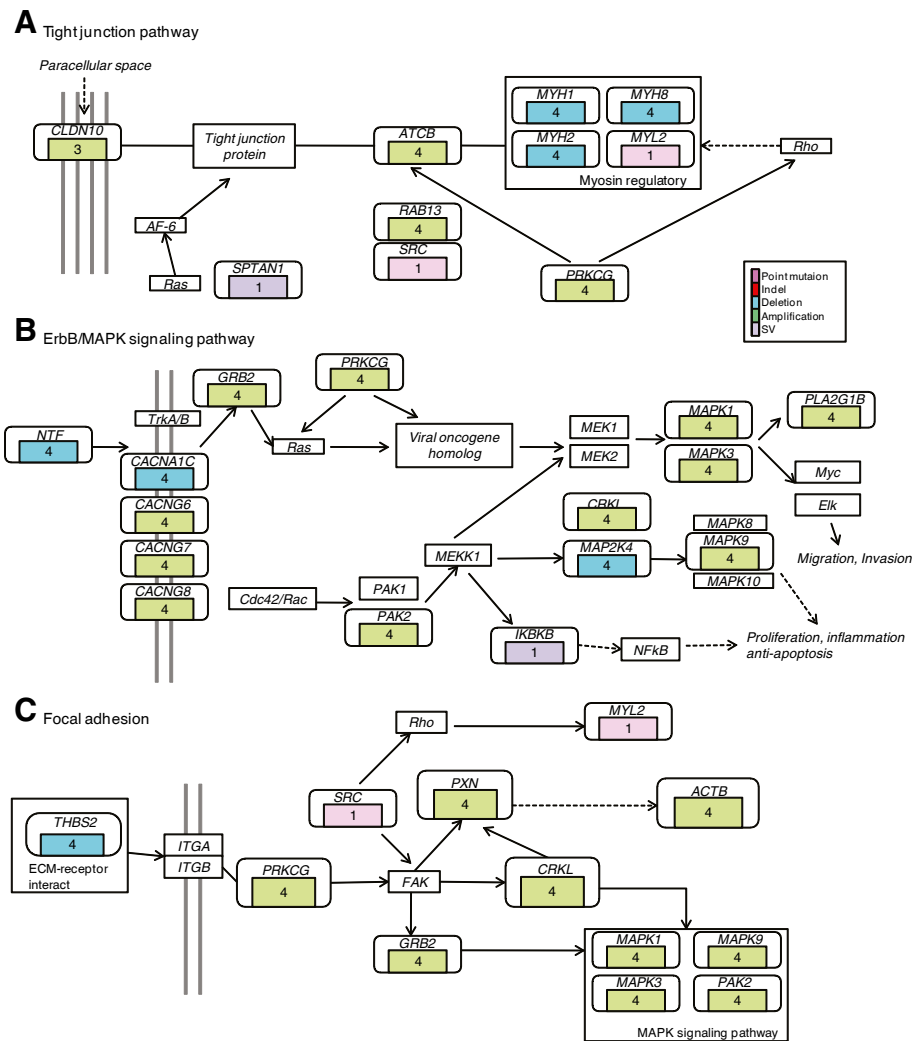 A Tight junction pathway
Paracellular space
CLDN10
3
Tight junction
protein
ATCB
4
MYH1
4
MYH8
4
MYH2
4
MYL2
1
Myosin regulatory
Rho
AF-6
Ras
SPTAN1
1
RAB13
4
SRC
1
PRKCG
4
Point mutaion
Indel
Deletion
Amplification
SV
B ErbB/MAPK signaling pathway
NTF
4
TrkA/B
CACNA1C
4
CACNG6
4
CACNG7
4
CACNG8
4
GRB2
4
PRKCG
4
Ras
Viral oncogene
homolog
MEK1
MEK2
MAPK1
4
MAPK3
4
PLA2G1B
4
Myc
Elk
Migration, Invasion
CRKL
4
MEKK1
MAP2K4
4
MAPK8
MAPK9
4
MAPK10
Cdc42/Rac
PAK1
PAK2
4
IKBKB
1
NFkB
Proliferation, inflammation
anti-apoptosis
C Focal adhesion
Rho
MYL2
1
SRC
1
PXN
4
ACTB
4
THBS2
4
ECM-receptor
interact
ITGA
ITGB
PRKCG
4
FAK
CRKL
4
GRB2
4
MAPK1
4
MAPK9
4
MAPK3
4
PAK2
4
MAPK signaling pathway